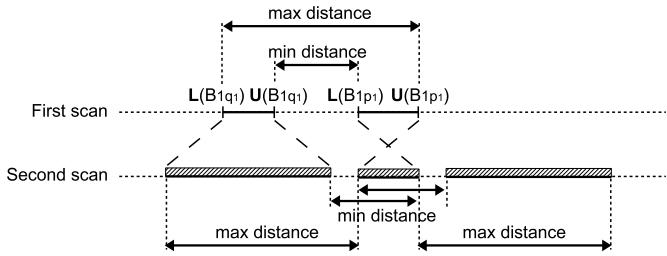 max distance
min distance
L(B1q1) U(B1q1) L(B1p1) U(B1p1)
First scan
Second scan
min distance
max distance max distance